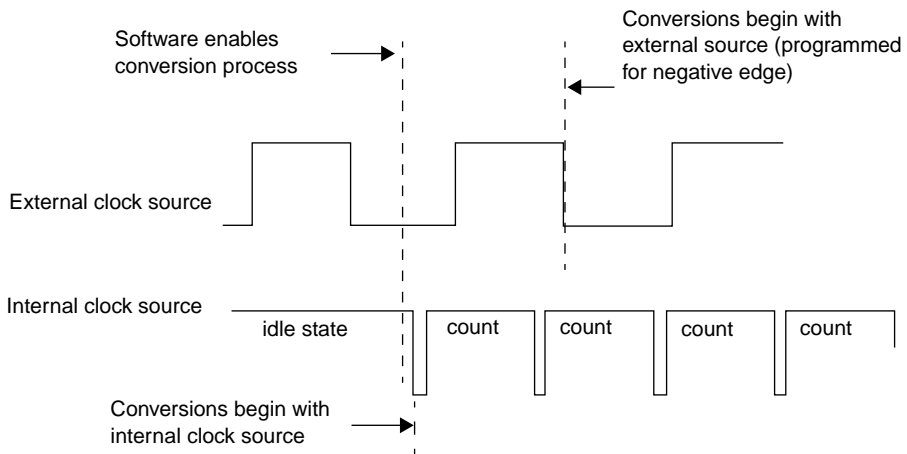 Software enables
conversion process
Conversions begin with
external source (programmed
for negative edge)
External clock source
Internal clock source
idle state
count
count
count
count
Conversions begin with
internal clock source